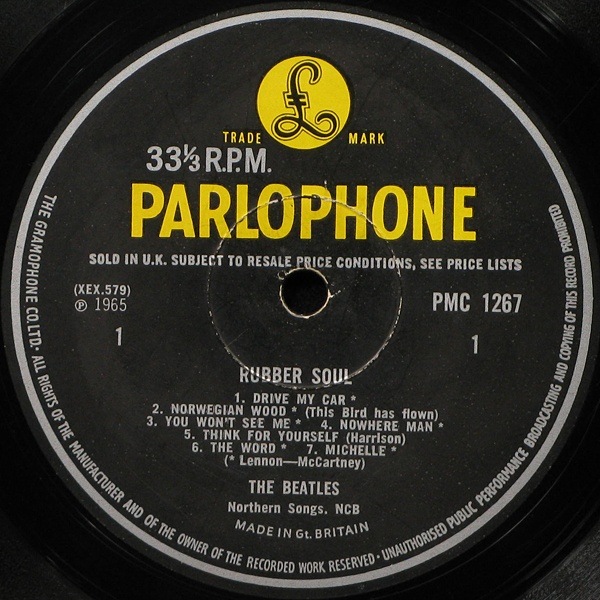 £
TRADE MARK
33⅓ R.P.M.
PARLOPHONE
SOLD IN U.K. SUBJECT TO RESALE PRICE CONDITIONS, SEE PRICE LISTS
(XEX.579)
℗ 1965
PMC 1267
1
1
RUBBER SOUL
1. DRIVE MY CAR *
2. NORWEGIAN WOOD * (This Bird has flown)
3. YOU WON'T SEE ME * 4. NOWHERE MAN *
5. THINK FOR YOURSELF (Harrison)
6. THE WORD * 7. MICHELLE *
(* Lennon—McCartney)
THE BEATLES
Northern Songs. NCB
MADE IN Gt. BRITAIN
THE GRAMOPHONE CO. LTD. · ALL RIGHTS OF THE MANUFACTURER AND OF THE OWNER OF THE RECORDED WORK RESERVED · UNAUTHORISED PUBLIC PERFORMANCE BROADCASTING AND COPYING OF THIS RECORD PROHIBITED